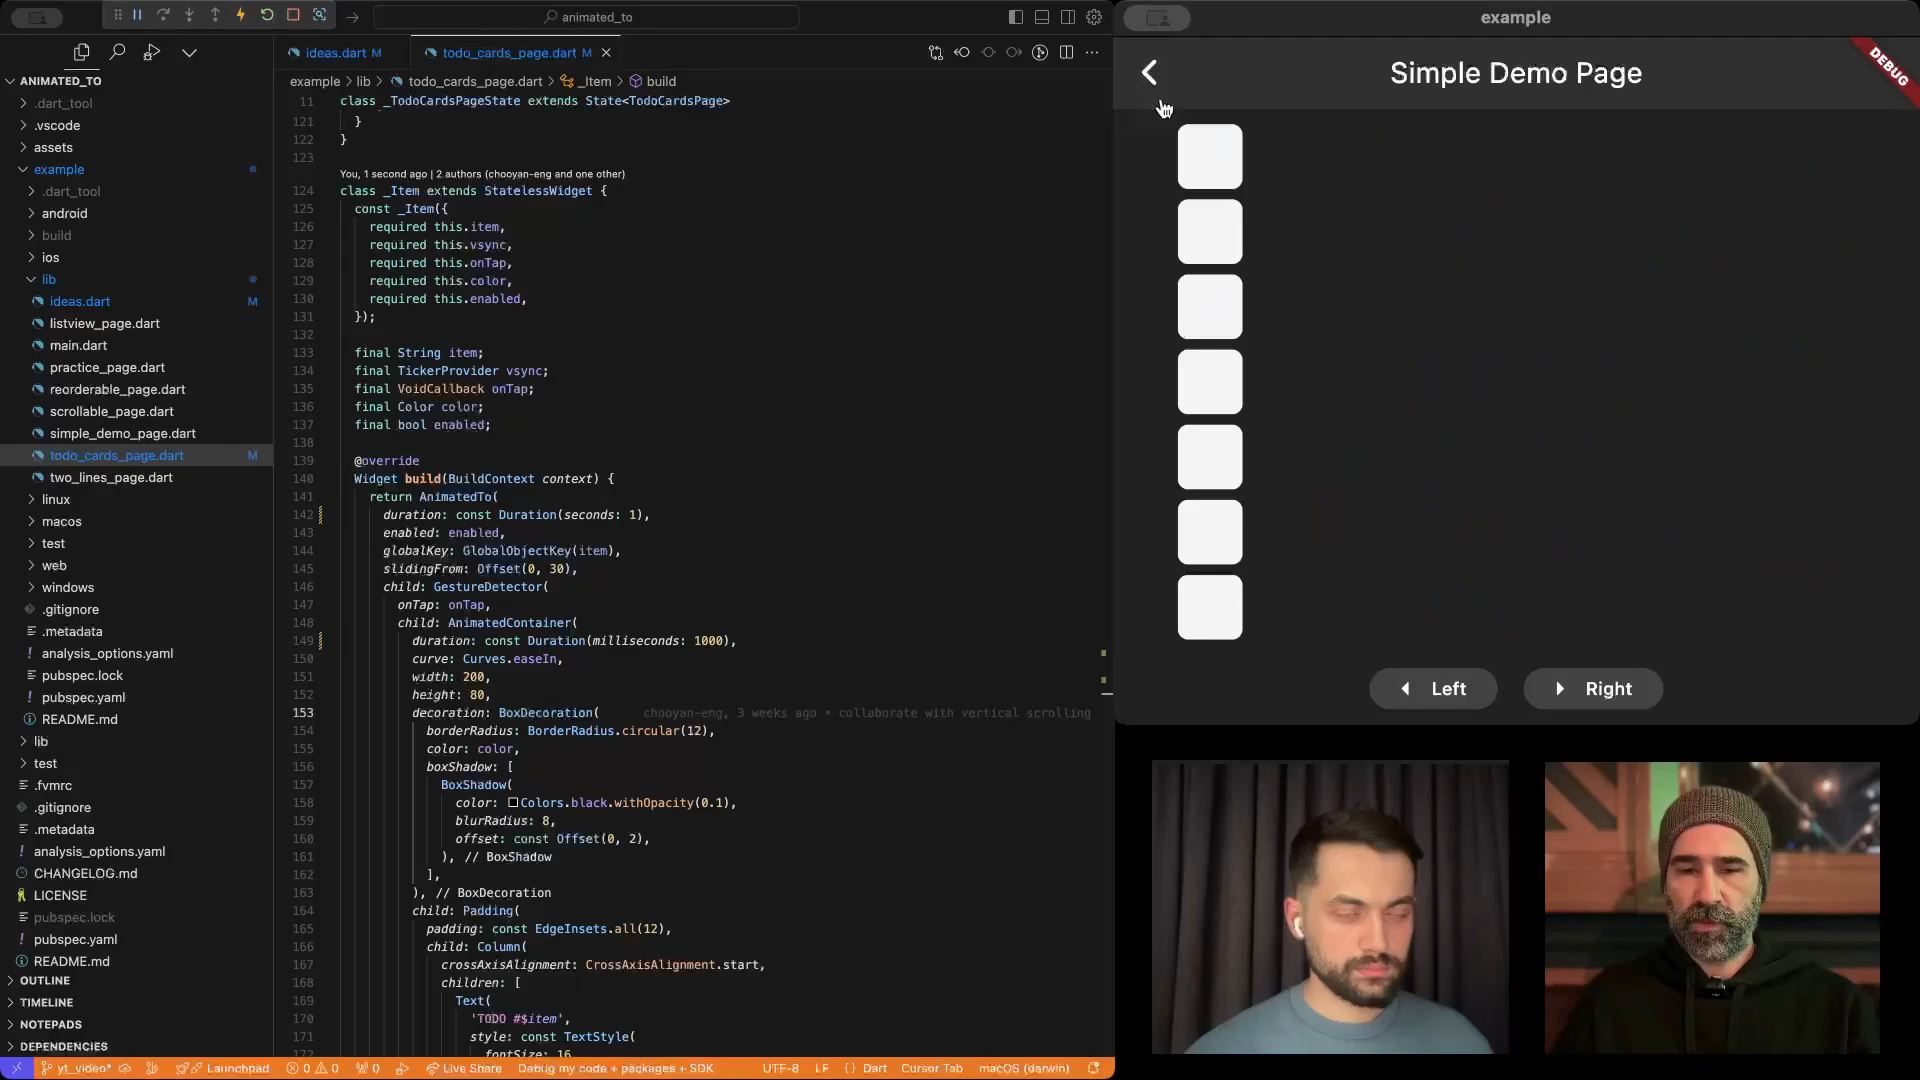 animated_to
example
ideas.dart M
todo_cards_page.dart M
ANIMATED_TO
.dart_tool
.vscode
assets
example
.dart_tool
android
build
ios
lib
ideas.dart M
listview_page.dart
main.dart
practice_page.dart
reorderable_page.dart
scrollable_page.dart
simple_demo_page.dart
todo_cards_page.dart M
two_lines_page.dart
linux
macos
test
web
windows
.gitignore
.metadata
analysis_options.yaml
pubspec.lock
pubspec.yaml
README.md
lib
test
.fvmrc
.gitignore
.metadata
analysis_options.yaml
CHANGELOG.md
LICENSE
pubspec.lock
pubspec.yaml
README.md
OUTLINE
TIMELINE
NOTEPADS
DEPENDENCIES
example > lib > todo_cards_page.dart > _Item > build
11 class _TodoCardsPageState extends State<TodoCardsPage>
121 }
122 }
123
You, 1 second ago | 2 authors (chooyan-eng and one other)
124 class _Item extends StatelessWidget {
125 const _Item({
126 required this.item,
127 required this.vsync,
128 required this.onTap,
129 required this.color,
130 required this.enabled,
131 });
132
133 final String item;
134 final TickerProvider vsync;
135 final VoidCallback onTap;
136 final Color color;
137 final bool enabled;
138
139 @override
140 Widget build(BuildContext context) {
141 return AnimatedTo(
142 duration: const Duration(seconds: 1),
143 enabled: enabled,
144 globalKey: GlobalObjectKey(item),
145 slidingFrom: Offset(0, 30),
146 child: GestureDetector(
147 onTap: onTap,
148 child: AnimatedContainer(
149 duration: const Duration(milliseconds: 1000),
150 curve: Curves.easeIn,
151 width: 200,
152 height: 80,
153 decoration: BoxDecoration( chooyan-eng, 3 weeks ago • collaborate with vertical scrolling
154 borderRadius: BorderRadius.circular(12),
155 color: color,
156 boxShadow: [
157 BoxShadow(
158 color: Colors.black.withOpacity(0.1),
159 blurRadius: 8,
160 offset: const Offset(0, 2),
161 ), // BoxShadow
162 ],
163 ), // BoxDecoration
164 child: Padding(
165 padding: const EdgeInsets.all(12),
166 child: Column(
167 crossAxisAlignment: CrossAxisAlignment.start,
168 children: [
169 Text(
170 'TODO #$item',
171 style: const TextStyle(
172 fontSize: 16
Simple Demo Page
DEBUG
Left
Right
yt_video* Launchpad 0 0 0 Live Share Debug my code + packages + SDK UTF-8 LF {} Dart Cursor Tab macOS (darwin)